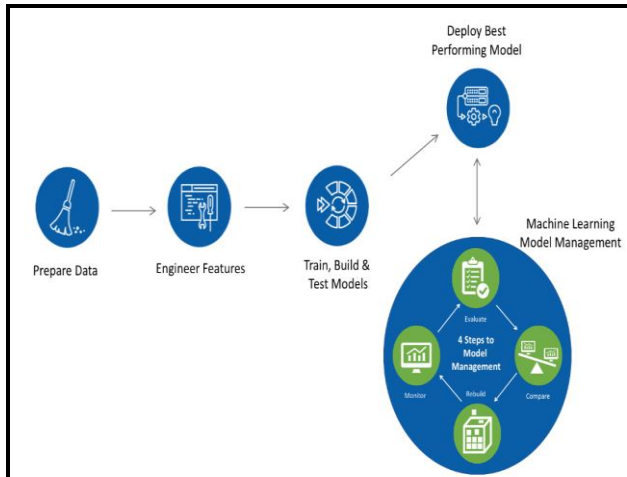 Deploy Best
Performing Model
Prepare Data
Engineer Features
Train, Build &
Test Models
Machine Learning
Model Management
Evaluate
4 Steps to
Model
Management
Monitor
Compare
Rebuild